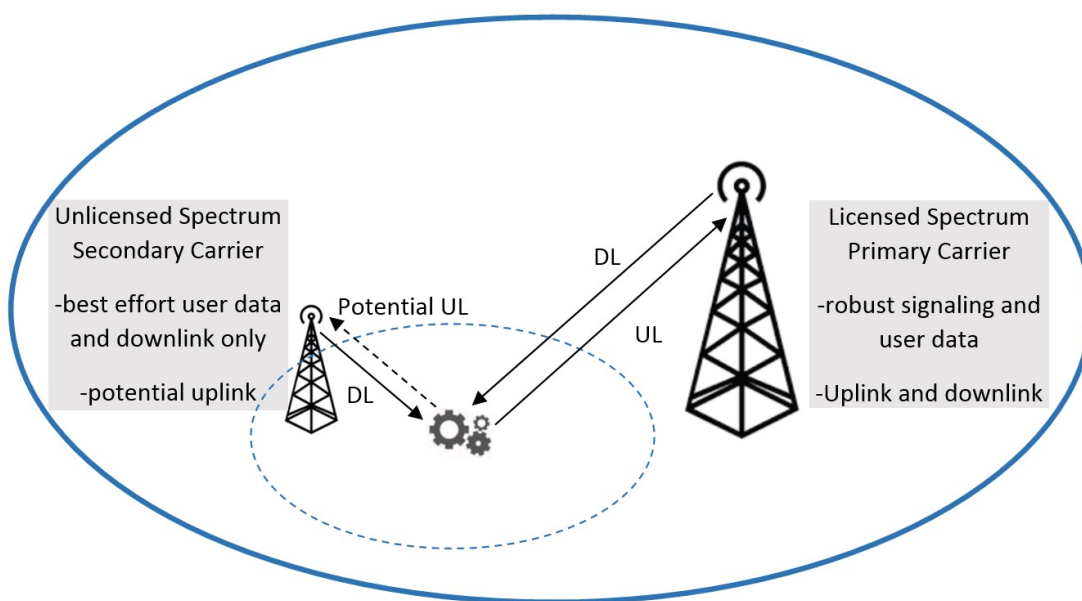 Unlicensed Spectrum
Secondary Carrier
-best effort user data
and downlink only
-potential uplink
Potential UL
DL
DL
UL
Licensed Spectrum
Primary Carrier
-robust signaling and
user data
-Uplink and downlink